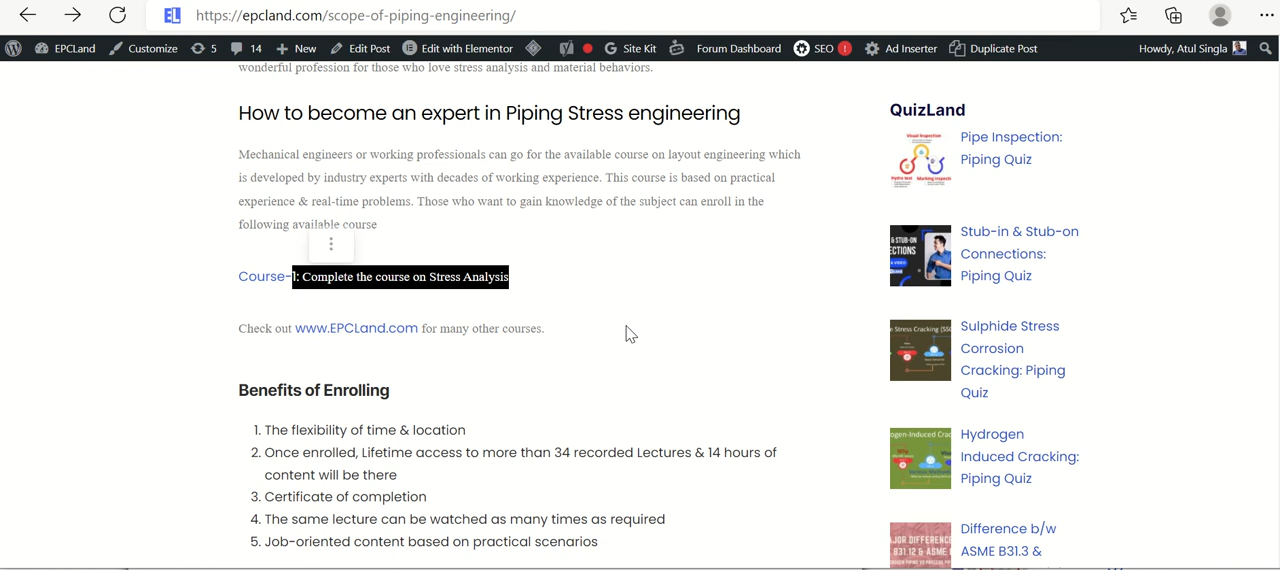 https://epcland.com/scope-of-piping-engineering/
EPCLand Customize 5 14 New Edit Post Edit with Elementor Site Kit Forum Dashboard SEO ! Ad Inserter Duplicate Post Howdy, Atul Singla
wonderful profession for those who love stress analysis and material behaviors.
How to become an expert in Piping Stress engineering
Mechanical engineers or working professionals can go for the available course on layout engineering which
is developed by industry experts with decades of working experience. This course is based on practical
experience & real-time problems. Those who want to gain knowledge of the subject can enroll in the
following available course
Course-1: Complete the course on Stress Analysis
Check out www.EPCLand.com for many other courses.
Benefits of Enrolling
1. The flexibility of time & location
2. Once enrolled, Lifetime access to more than 34 recorded Lectures & 14 hours of
content will be there
3. Certificate of completion
4. The same lecture can be watched as many times as required
5. Job-oriented content based on practical scenarios
QuizLand
Visual Inspection
Pipe Inspection:
Piping Quiz
Stub-in & Stub-on
Connections:
Piping Quiz
Sulphide Stress
Corrosion
Cracking: Piping
Quiz
Hydrogen
Induced Cracking:
Piping Quiz
Difference b/w
ASME B31.3 &